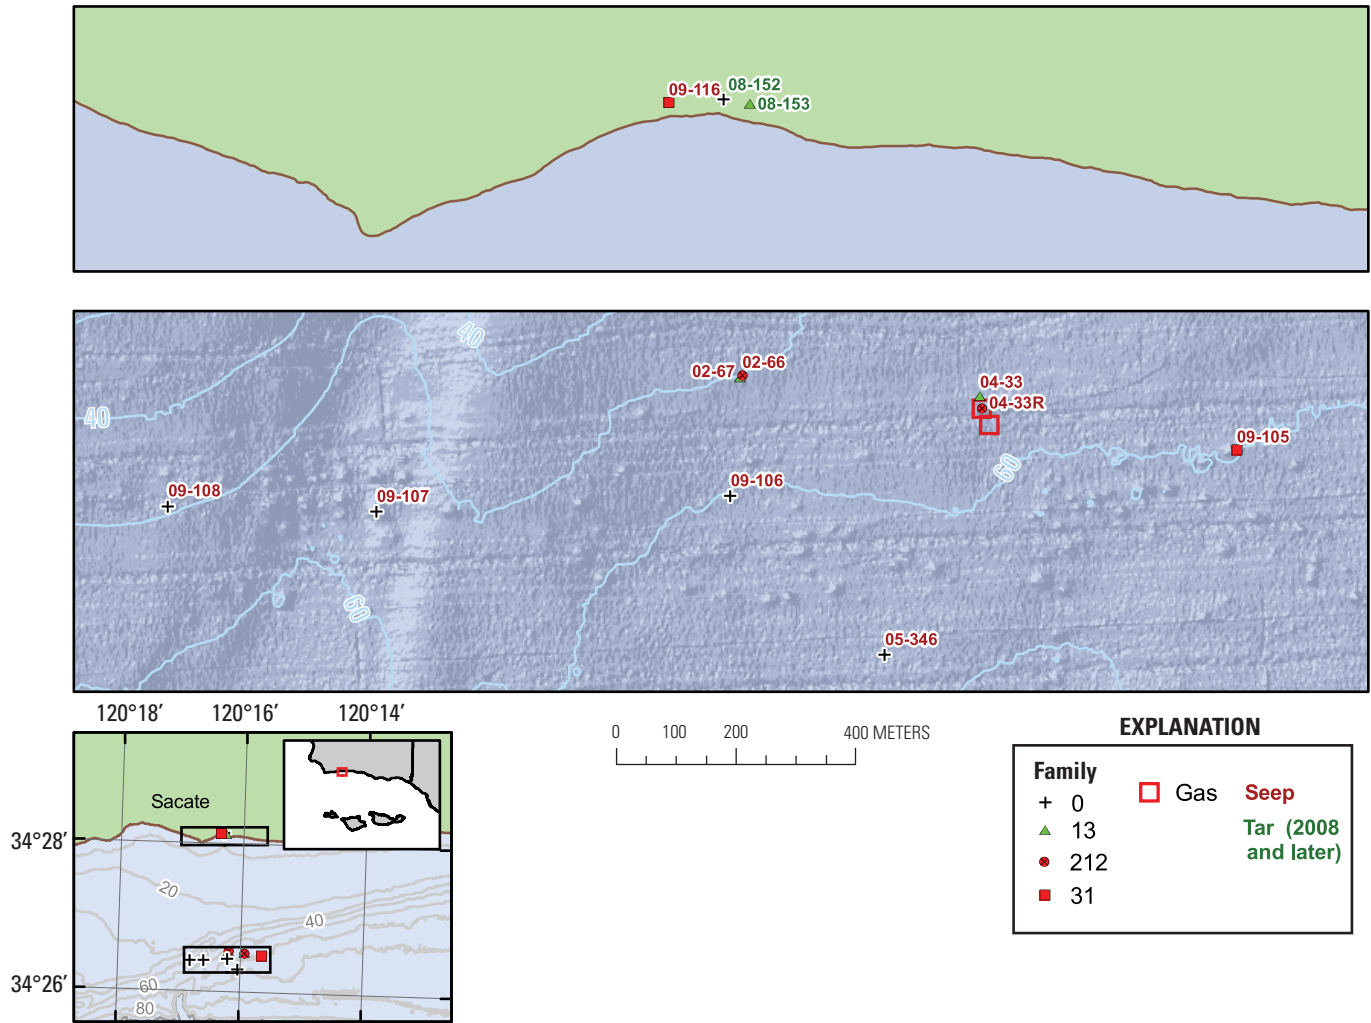 09-116
08-152
08-153
40
02-66
02-67
04-33
04-33R
40
09-105
60
09-108
09-107
09-106
60
05-346
120°18′ 120°16′ 120°14′
0 100 200 400 METERS
EXPLANATION
Family
0
13
212
31
Gas
Seep
Tar (2008
and later)
Sacate
34°28′
20
40
34°26′
60
80